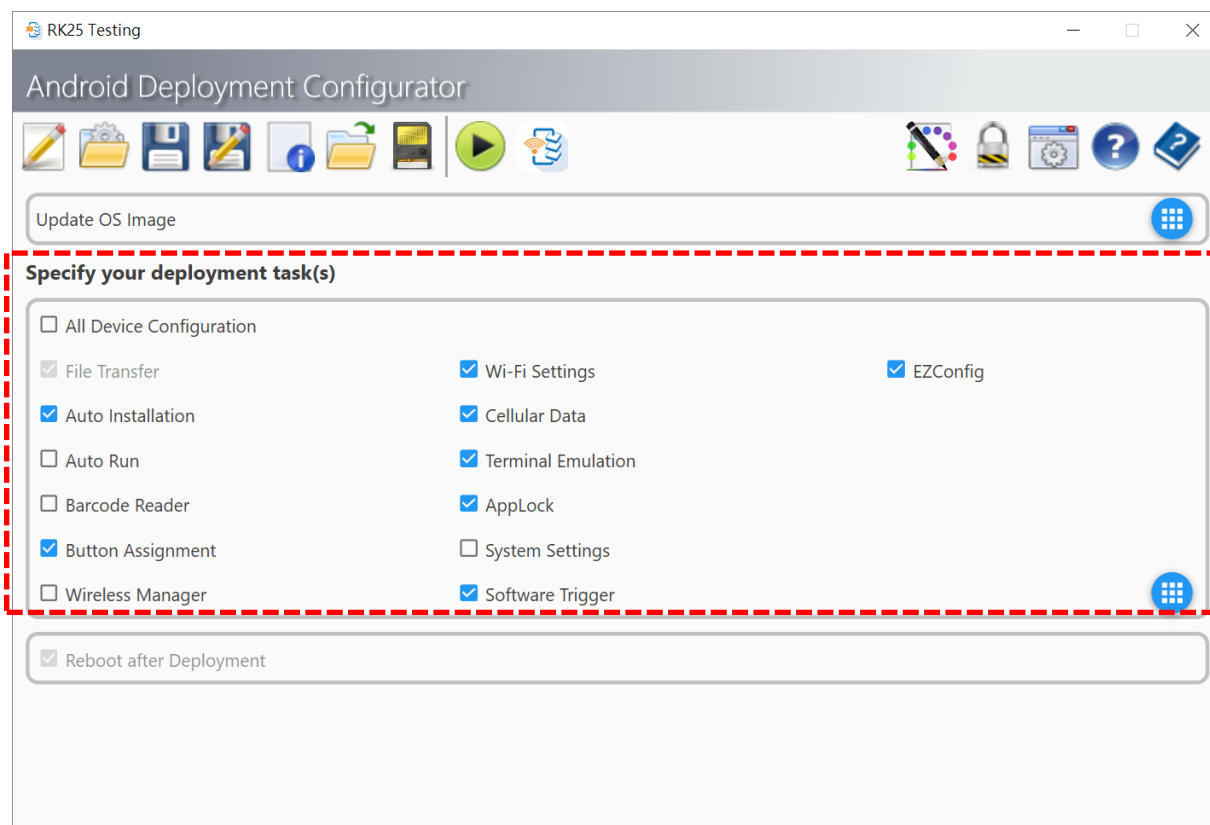 RK25 Testing
Android Deployment Configurator
Update OS Image
Specify your deployment task(s)
All Device Configuration
File Transfer
Wi-Fi Settings
EZConfig
Auto Installation
Cellular Data
Auto Run
Terminal Emulation
Barcode Reader
AppLock
Button Assignment
System Settings
Wireless Manager
Software Trigger
Reboot after Deployment